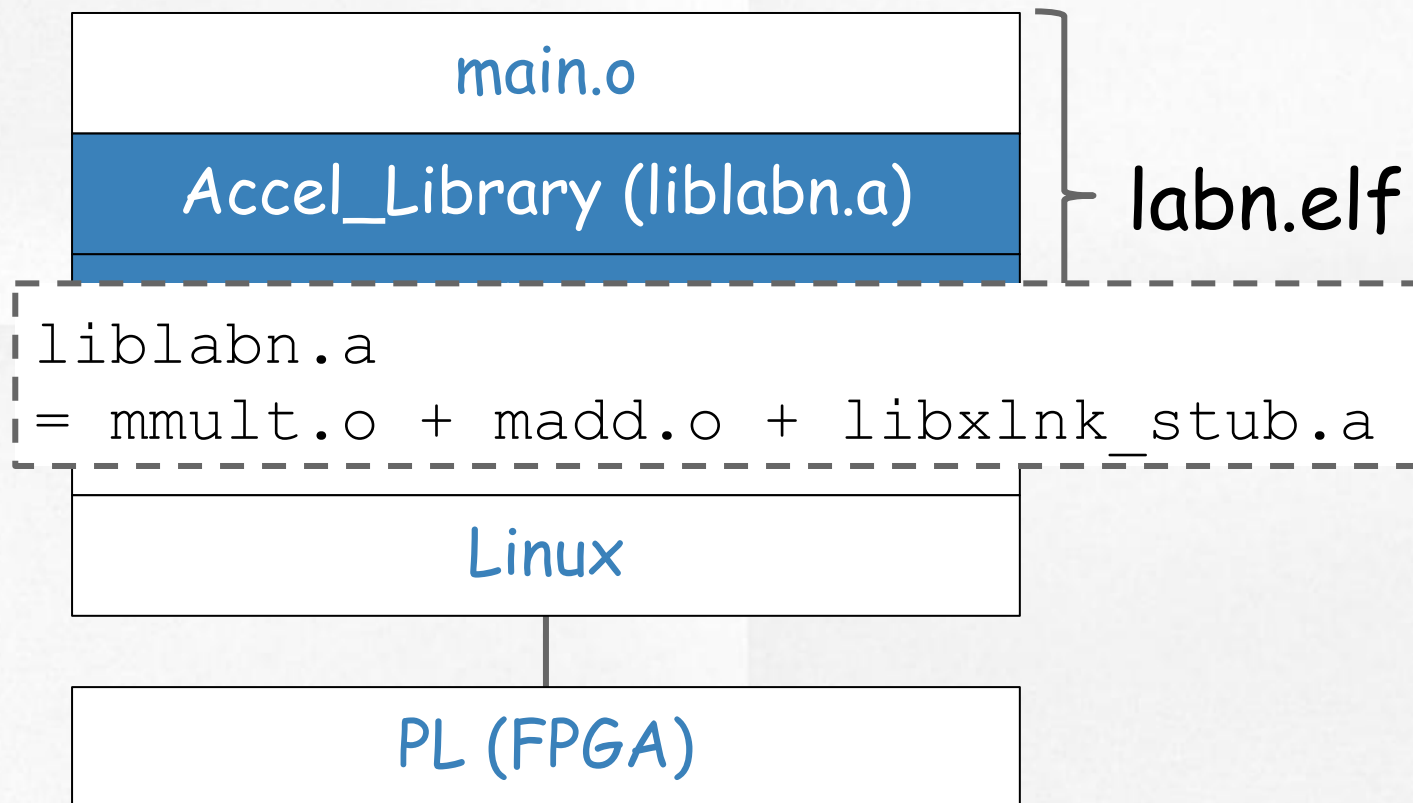 main.o
Accel_Library (liblabn.a)
labn.elf
liblabn.a
= mmult.o + madd.o + libxlnk_stub.a
Linux
PL (FPGA)